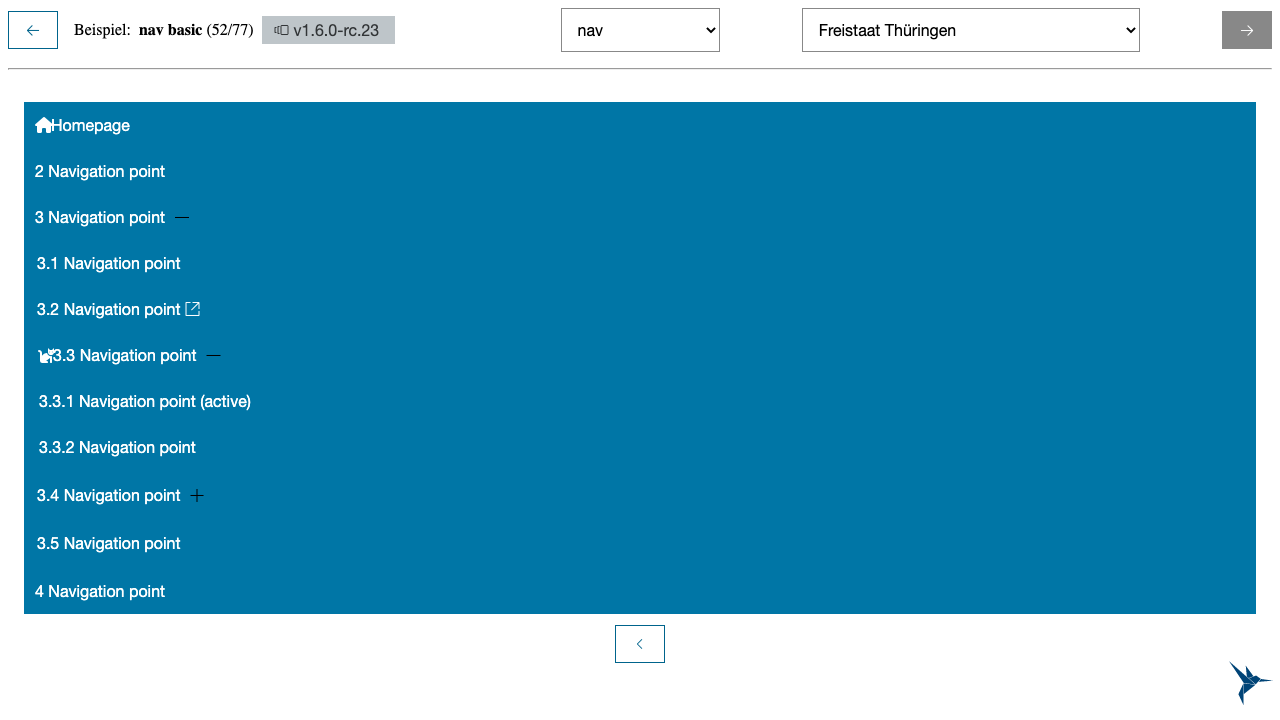 Beispiel: nav basic (52/77) v1.6.0-rc.23 nav Freistaat Thüringen
Homepage
2 Navigation point
3 Navigation point
3.1 Navigation point
3.2 Navigation point
3.3 Navigation point
3.3.1 Navigation point (active)
3.3.2 Navigation point
3.4 Navigation point
3.5 Navigation point
4 Navigation point